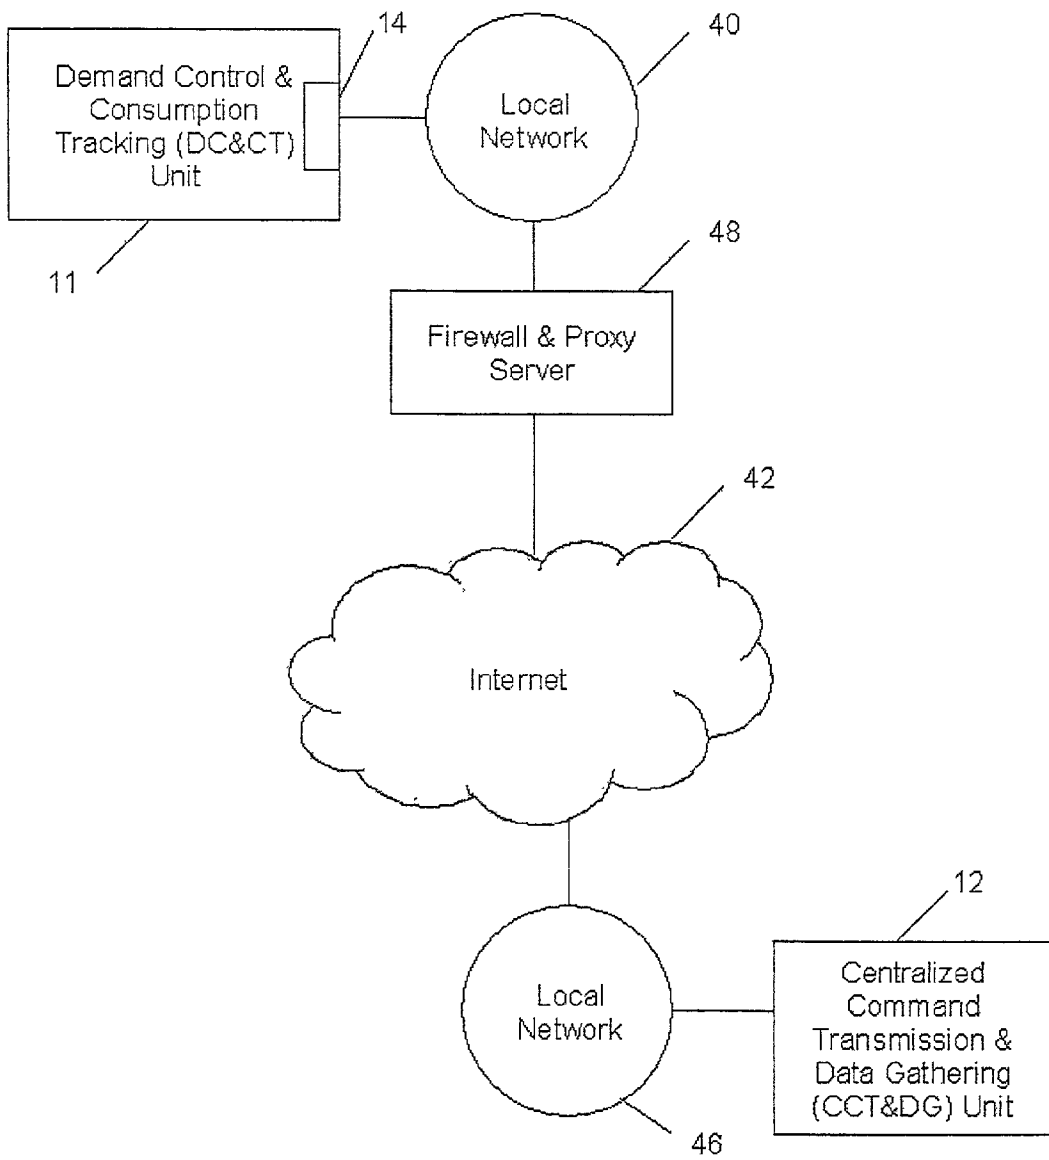 14
40
Demand Control &
Consumption
Tracking (DC&CT)
Unit
Local
Network
11
48
Firewall & Proxy
Server
42
Internet
12
Local
Network
Centralized
Command
Transmission &
Data Gathering
(CCT&DG) Unit
46